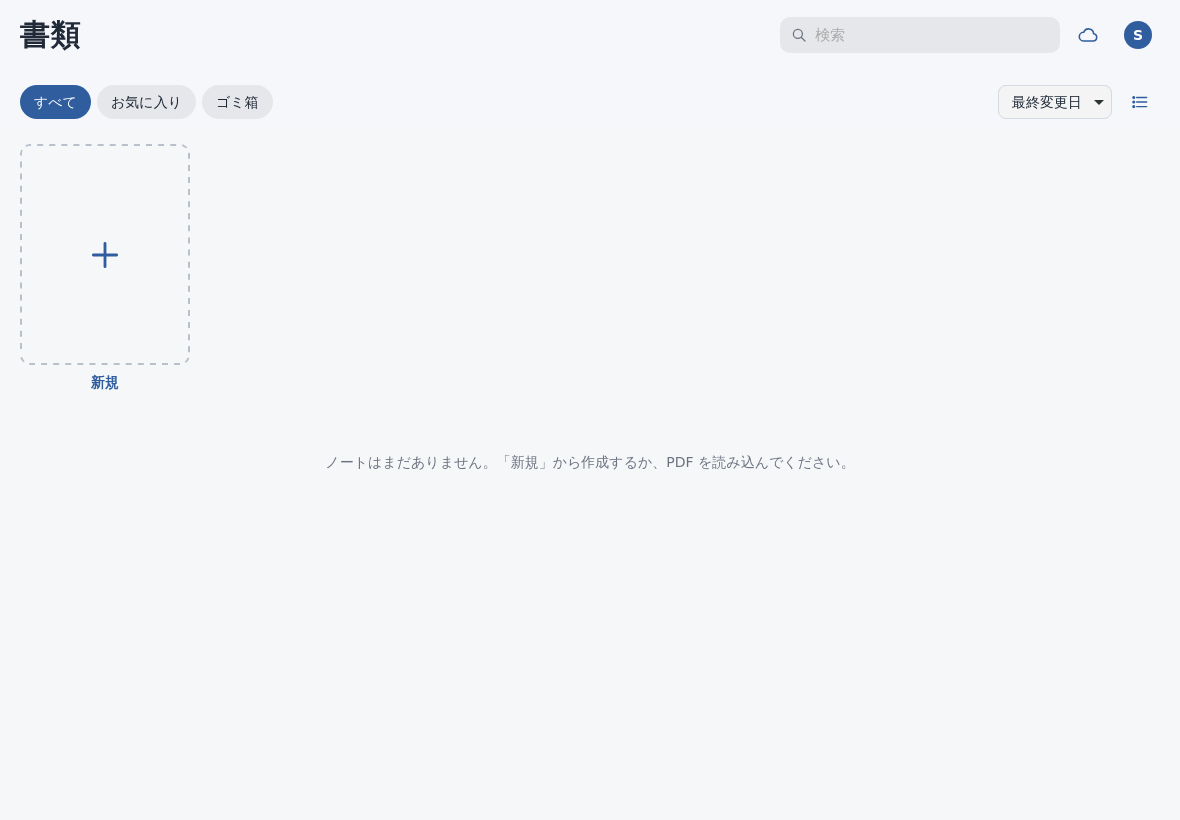 書類
検索
S
すべて
お気に入り
ゴミ箱
最終変更日
新規
ノートはまだありません。「新規」から作成するか、PDF を読み込んでください。